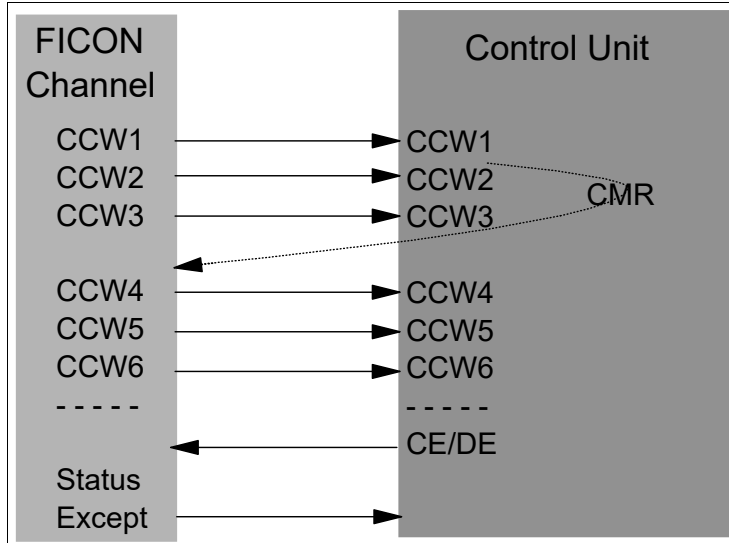 FICON
Channel
Control Unit
CCW1
CCW1
CCW2
CCW2
CMR
CCW3
CCW3
CCW4
CCW4
CCW5
CCW5
CCW6
CCW6
- - - - -
- - - - -
CE/DE
Status
Except